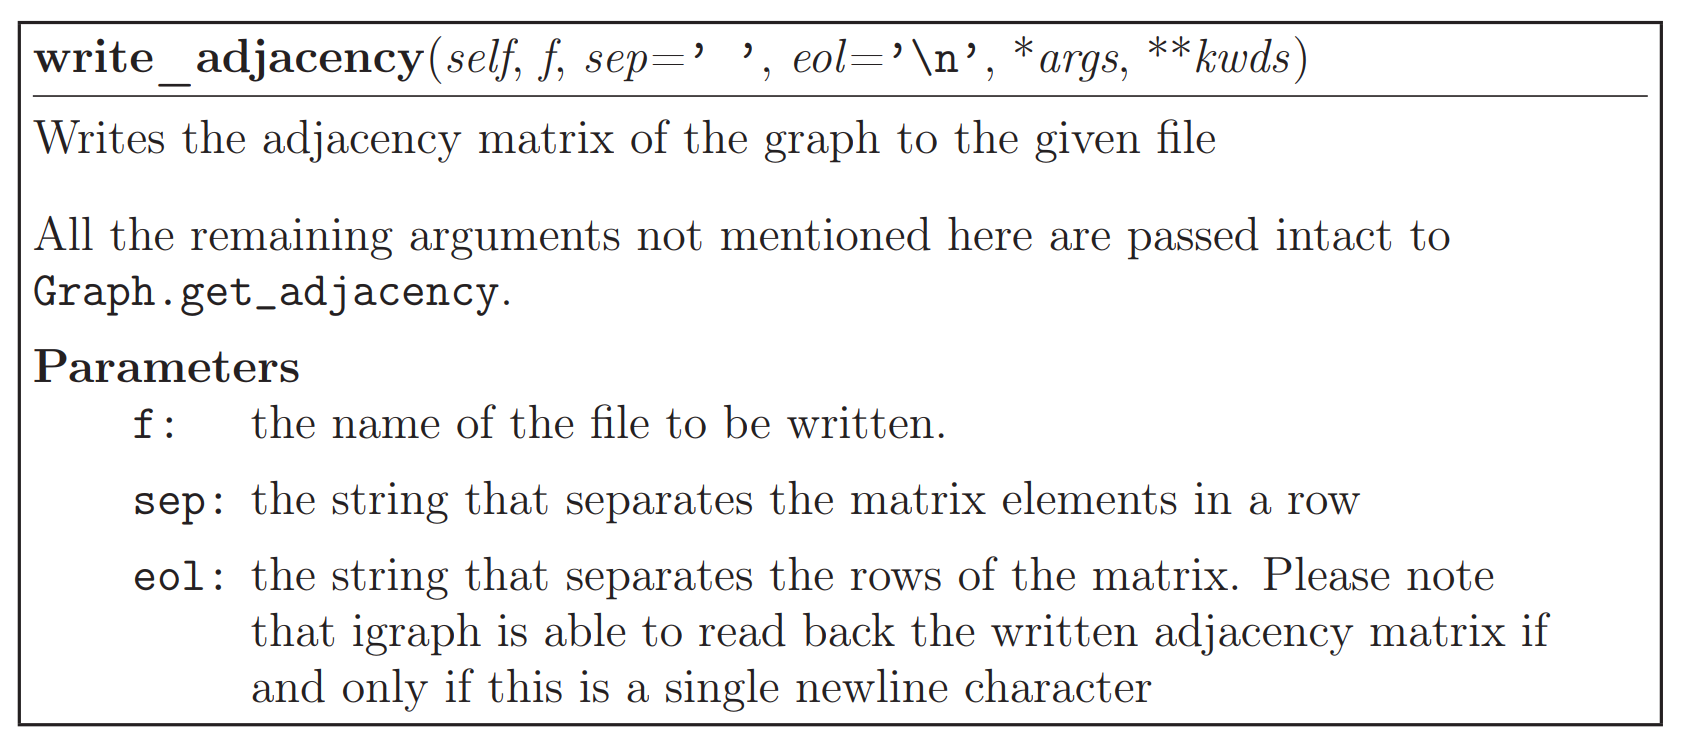 write_adjacency(self, f, sep=' ', eol='\n', *args, **kwds)
Writes the adjacency matrix of the graph to the given file
All the remaining arguments not mentioned here are passed intact to
Graph.get_adjacency.
Parameters
f: the name of the file to be written.
sep: the string that separates the matrix elements in a row
eol: the string that separates the rows of the matrix. Please note
that igraph is able to read back the written adjacency matrix if
and only if this is a single newline character